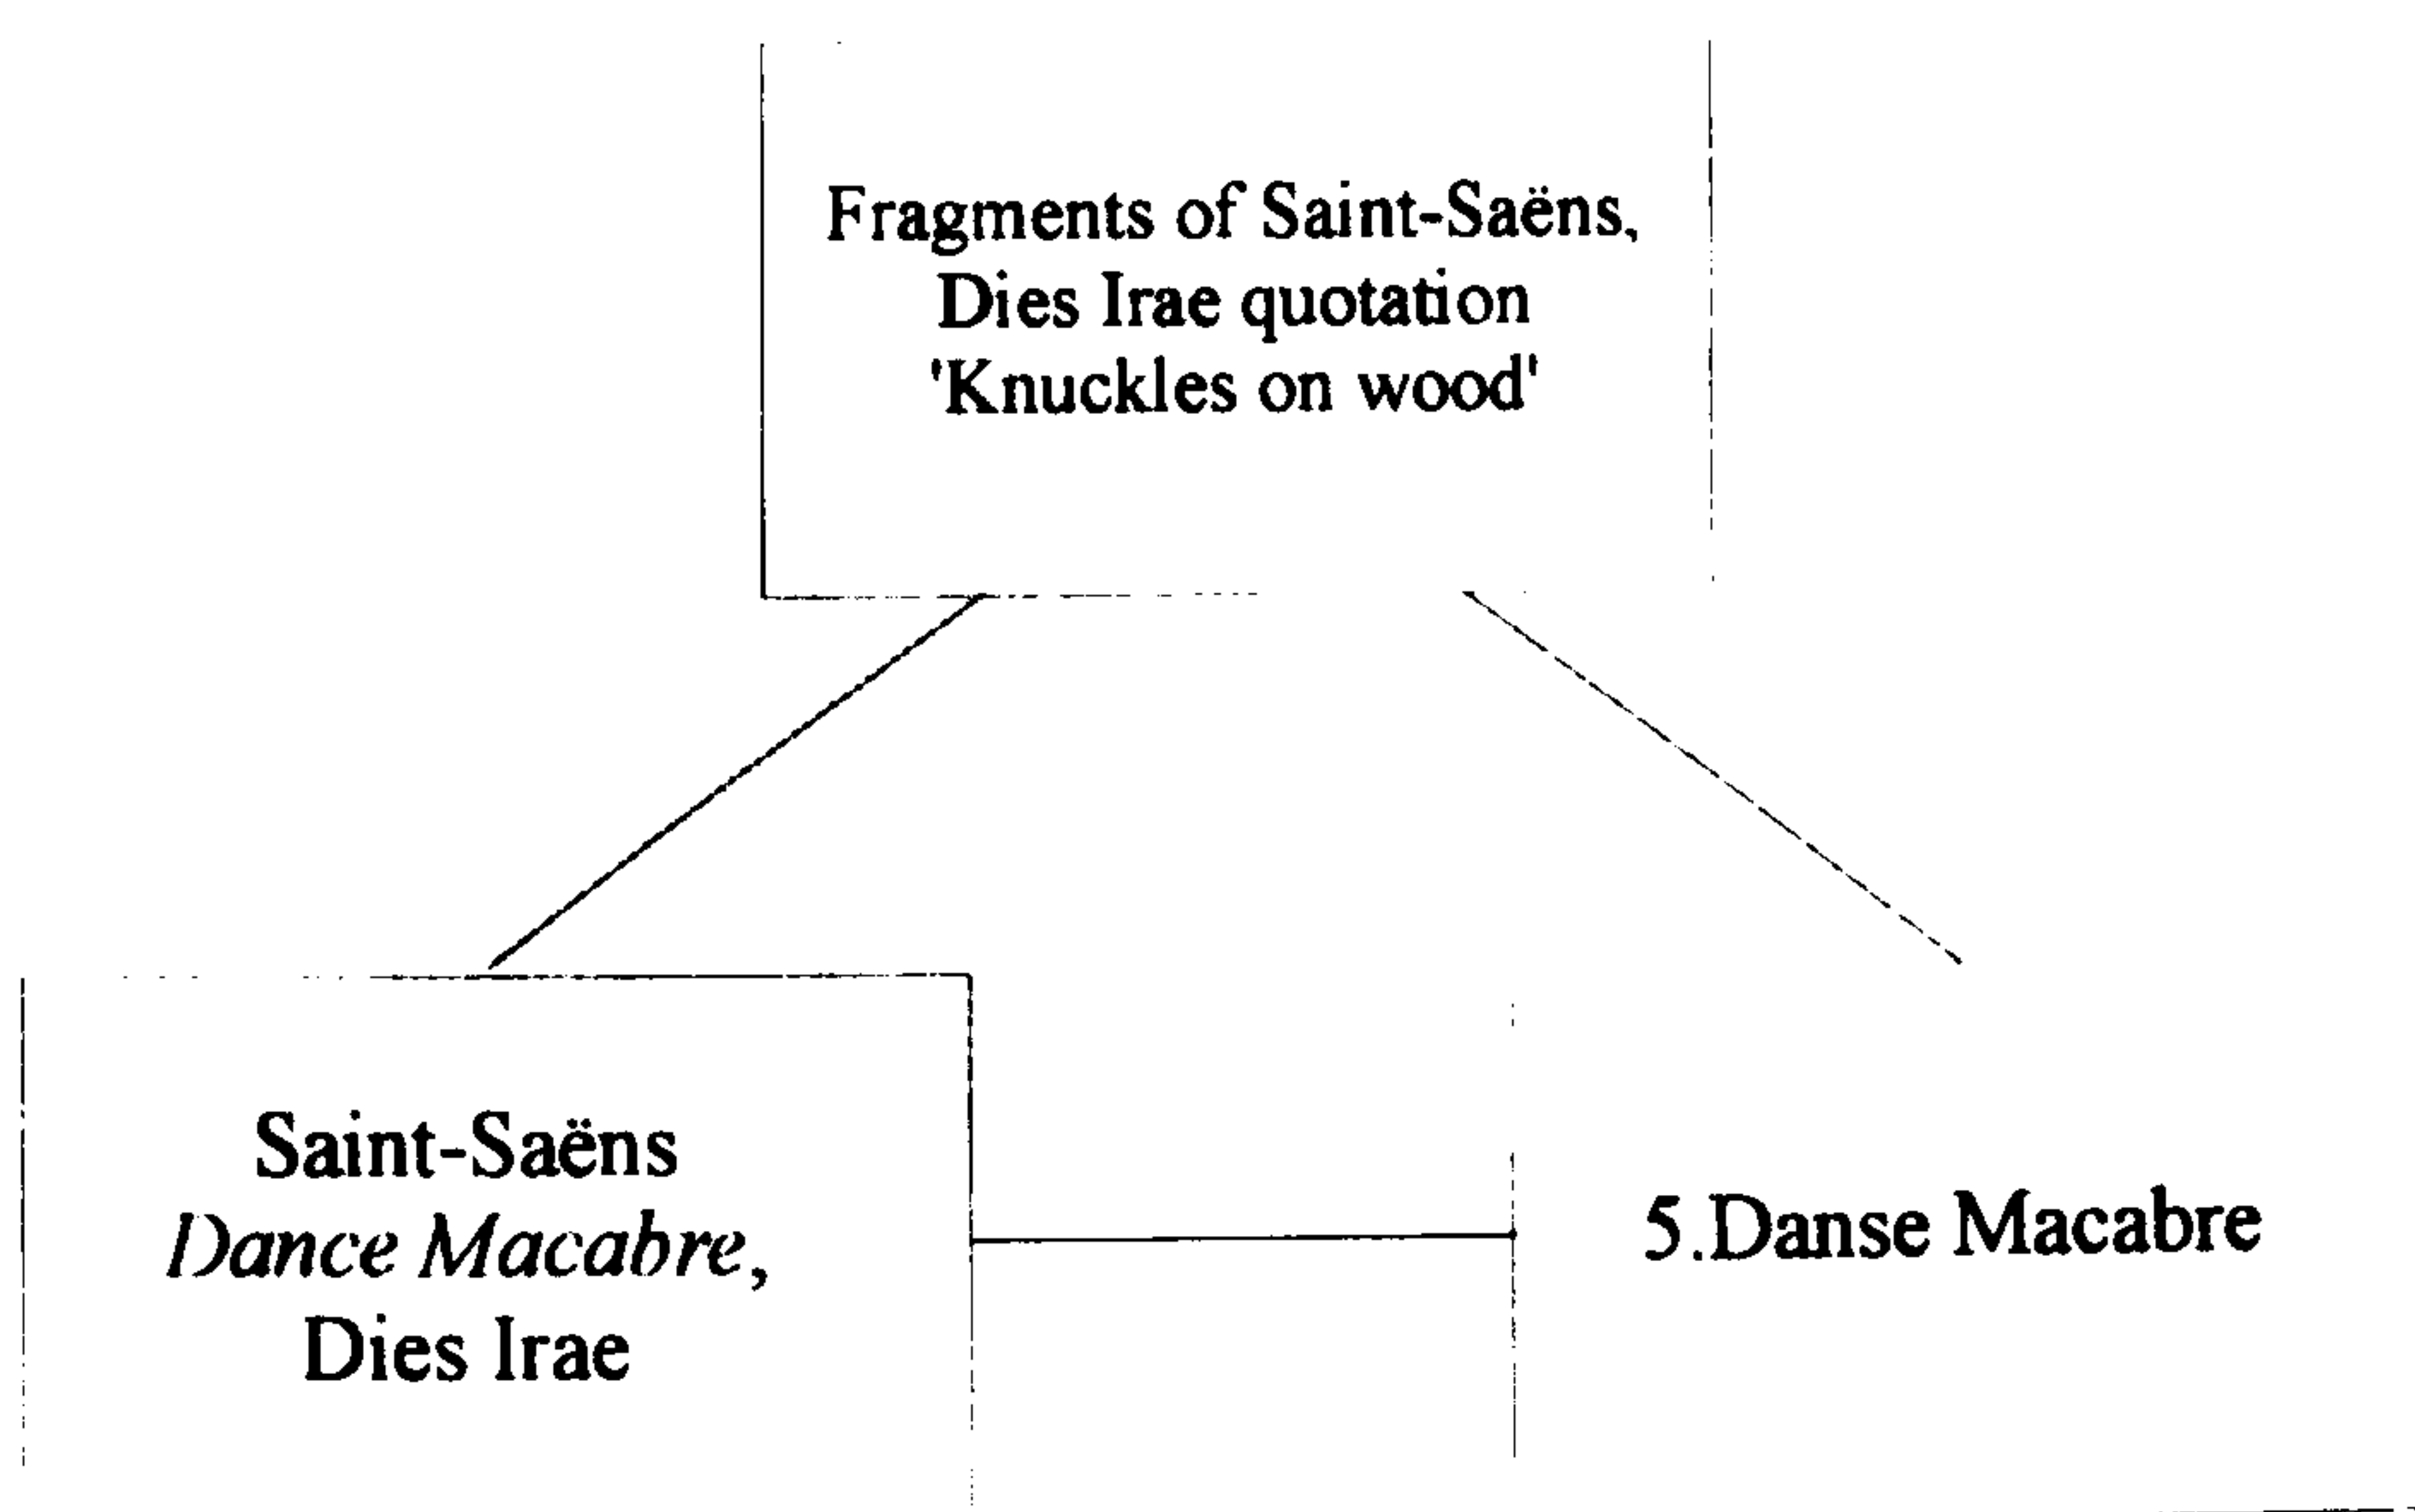 Fragments of Saint-Saëns,
Dies Irae quotation
'Knuckles on wood'
Saint-Saëns
Dance Macabre,
Dies Irae
5.Danse Macabre